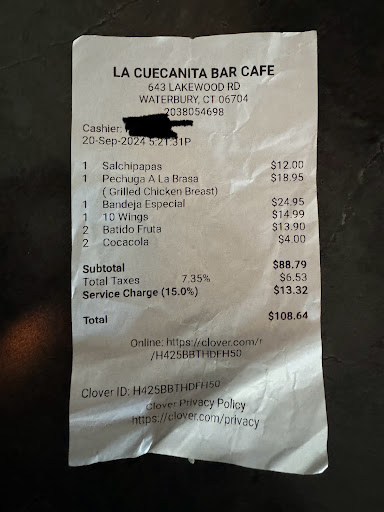 LA CUECANITA BAR CAFE
643 LAKEWOOD RD
WATERBURY, CT 06704
2038054698
Cashier:
20-Sep-2024 5:21:31P
1 Salchipapas $12.00
1 Pechuga A La Brasa $18.95
( Grilled Chicken Breast)
1 Bandeja Especial $24.95
1 10 Wings $14.99
2 Batido Fruta $13.90
2 Cocacola $4.00
Subtotal $88.79
Total Taxes 7.35% $6.53
Service Charge (15.0%) $13.32
Total $108.64
Online: https://clover.com/r
/H425BBTHDFH50
Clover ID: H425BBTHDFH50
Clover Privacy Policy
https://clover.com/privacy